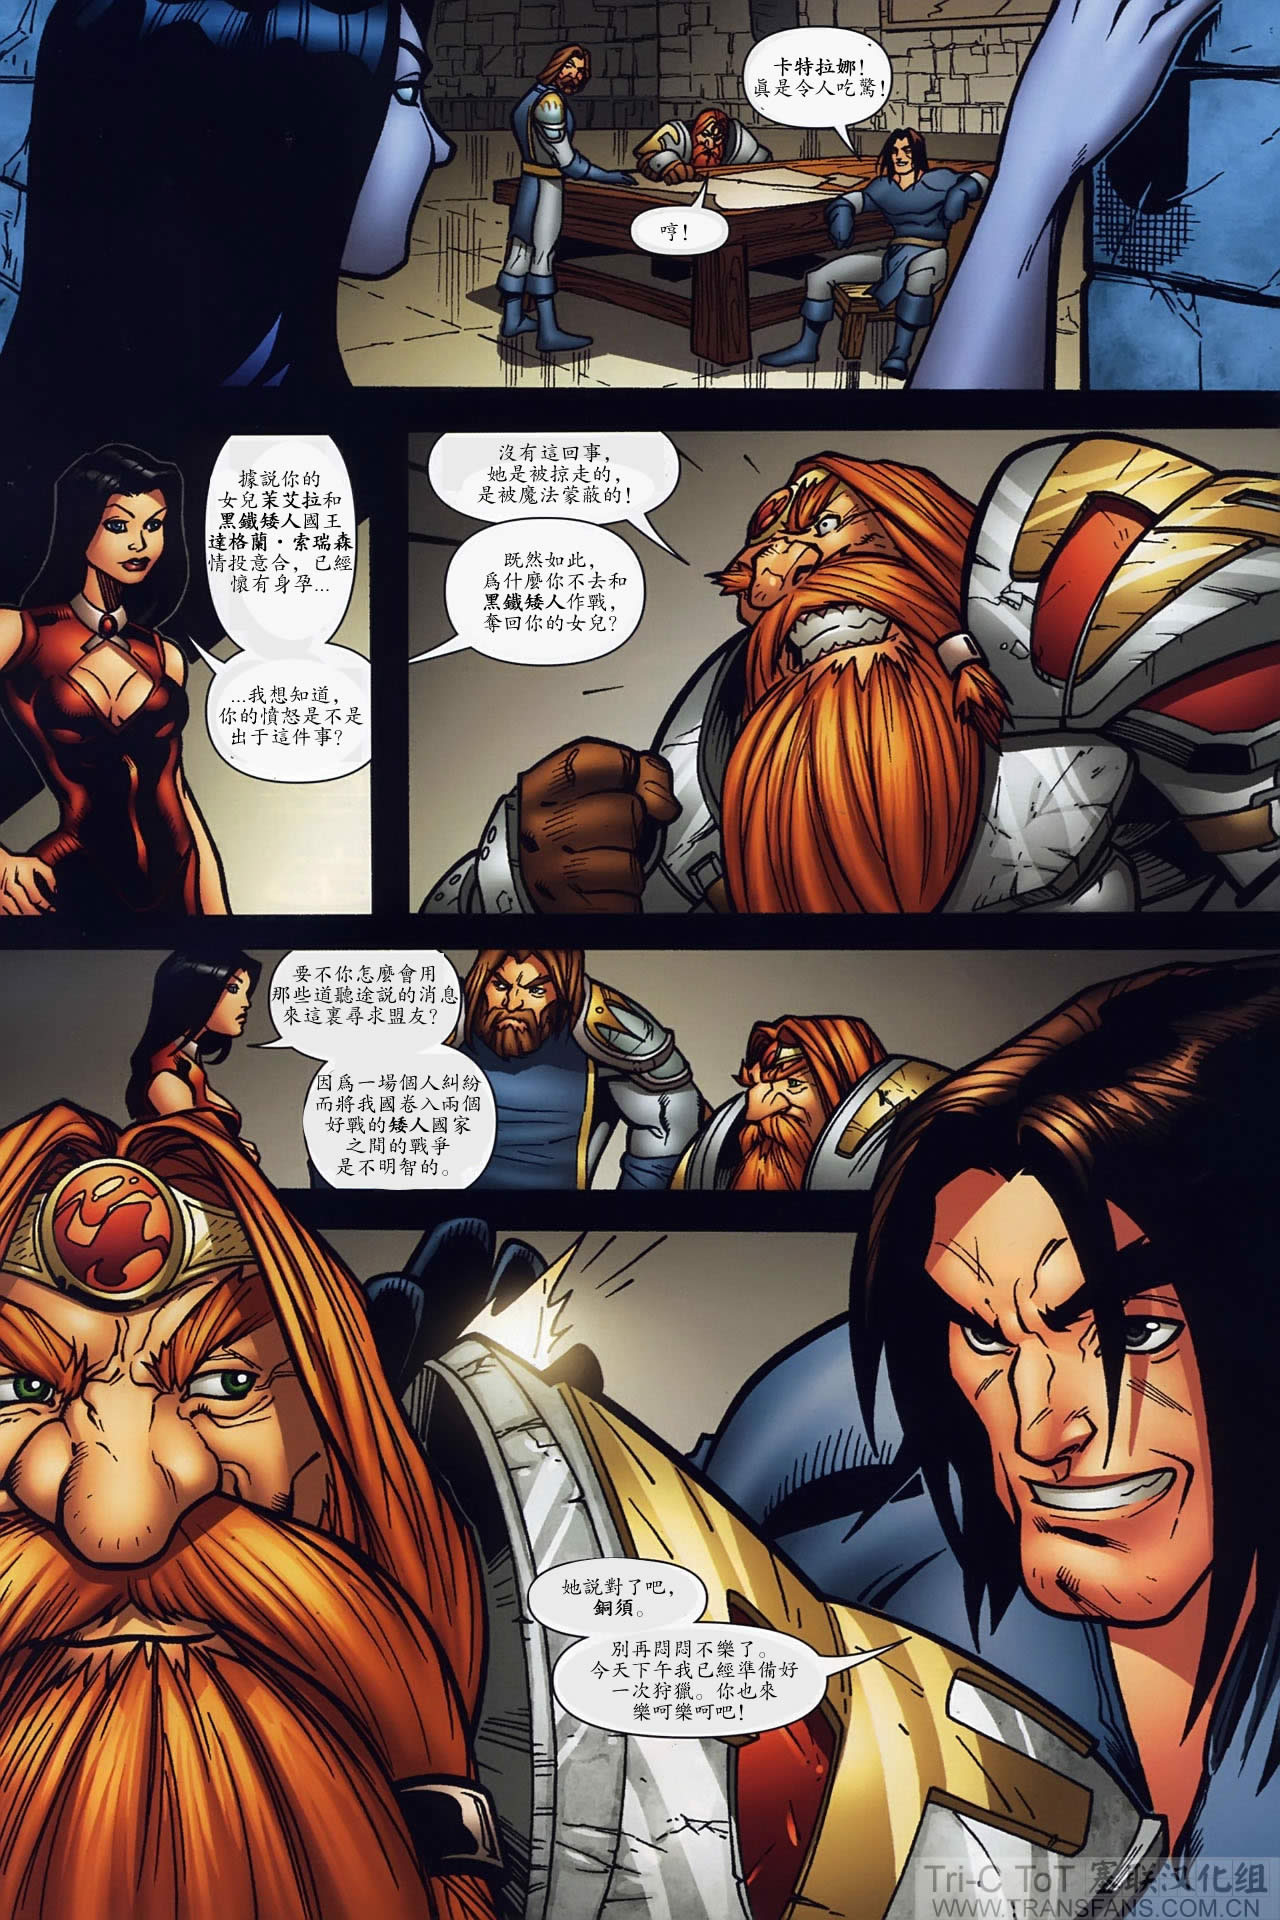 卡特拉娜！
真是令人吃驚！
哼！
據說你的
女兒茉艾拉和
黑鐵矮人國王
達格蘭·索瑞森
情投意合，已經
懷有身孕...
...我想知道，
你的憤怒是不是
出于這件事？
沒有這回事，
她是被掠走的，
是被魔法蒙蔽的！
既然如此，
爲什麼你不去和
黑鐵矮人作戰，
奪回你的女兒？
要不你怎麼會用
那些道聽途說的消息
來這裏尋求盟友？
因爲一場個人糾紛
而將我國卷入兩個
好戰的矮人國家
之間的戰爭
是不明智的。
她說對了吧，
銅須。
別再悶悶不樂了。
今天下午我已經準備好
一次狩獵。你也來
樂呵樂呵吧！
Tri-C ToT 塞联汉化组
WWW.TRANSFANS.COM.CN